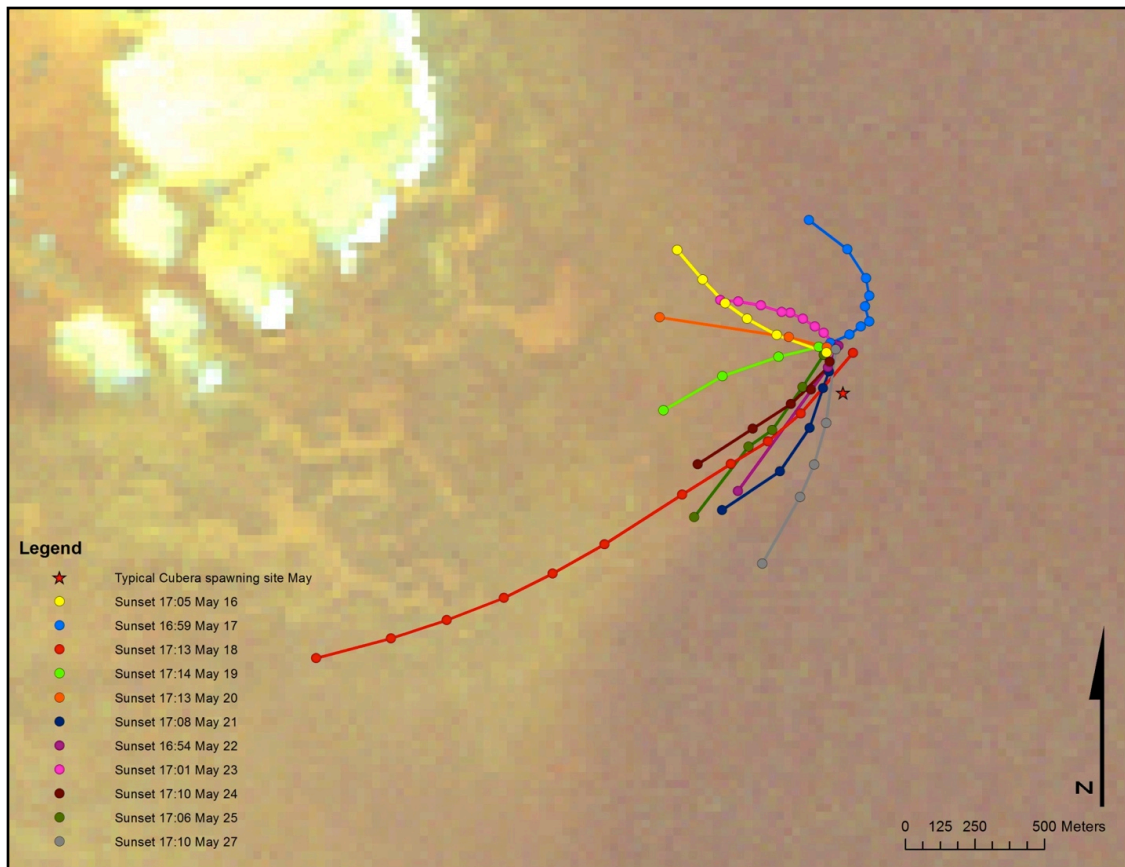 Legend
Typical Cubera spawning site May
Sunset 17:05 May 16
Sunset 16:59 May 17
Sunset 17:13 May 18
Sunset 17:14 May 19
Sunset 17:13 May 20
Sunset 17:08 May 21
Sunset 16:54 May 22
Sunset 17:01 May 23
Sunset 17:10 May 24
Sunset 17:06 May 25
Sunset 17:10 May 27
N
0 125 250 500 Meters